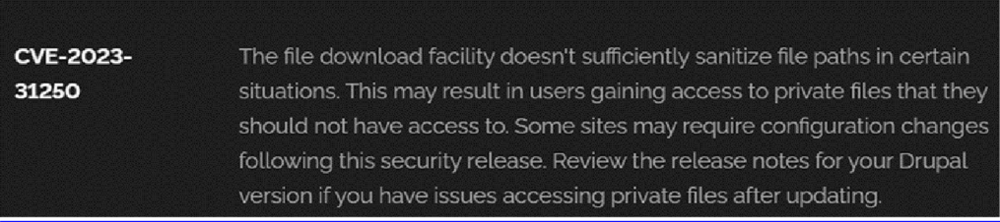 CVE-2023-
31250
The file download facility doesn't sufficiently sanitize file paths in certain
situations. This may result in users gaining access to private files that they
should not have access to. Some sites may require configuration changes
following this security release. Review the release notes for your Drupal
version if you have issues accessing private files after updating.